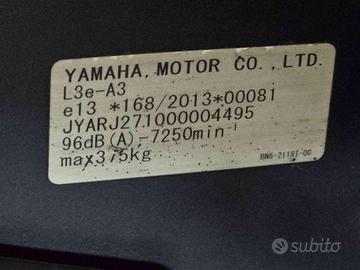 YAMAHA MOTOR CO., LTD.
L3e-A3
e13 *168/2013*00081
JYARJ271000004495
96dB(A)-7250min-1
max375kg
BN6-2118T-00
subito